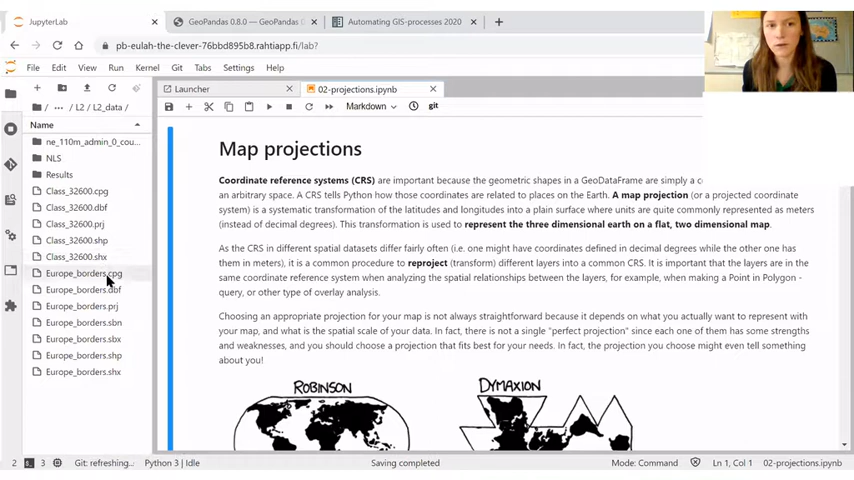 JupyterLab
GeoPandas 0.8.0 — GeoPandas 0.
Automating GIS-processes 2020
pb-eulah-the-clever-76bbd895b8.rahtiapp.fi/lab?
File Edit View Run Kernel Git Tabs Settings Help
Launcher
02-projections.ipynb
/ ··· / L2 / L2_data /
Markdown
git
Name
ne_110m_admin_0_cou...
NLS
Results
Class_32600.cpg
Class_32600.dbf
Class_32600.prj
Class_32600.shp
Class_32600.shx
Europe_borders.cpg
Europe_borders.dbf
Europe_borders.prj
Europe_borders.sbn
Europe_borders.sbx
Europe_borders.shp
Europe_borders.shx
Map projections
Coordinate reference systems (CRS) are important because the geometric shapes in a GeoDataFrame are simply a c
an arbitrary space. A CRS tells Python how those coordinates are related to places on the Earth. A map projection (or a projected coordinate
system) is a systematic transformation of the latitudes and longitudes into a plain surface where units are quite commonly represented as meters
(instead of decimal degrees). This transformation is used to represent the three dimensional earth on a flat, two dimensional map.
As the CRS in different spatial datasets differ fairly often (i.e. one might have coordinates defined in decimal degrees while the other one has
them in meters), it is a common procedure to reproject (transform) different layers into a common CRS. It is important that the layers are in the
same coordinate reference system when analyzing the spatial relationships between the layers, for example, when making a Point in Polygon -
query, or other type of overlay analysis.
Choosing an appropriate projection for your map is not always straightforward because it depends on what you actually want to represent with
your map, and what is the spatial scale of your data. In fact, there is not a single "perfect projection" since each one of them has some strengths
and weaknesses, and you should choose a projection that fits best for your needs. In fact, the projection you choose might even tell something
about you!
ROBINSON
DYMAXION
2
3
Git: refreshing...
Python 3 | Idle
Saving completed
Mode: Command
Ln 1, Col 1
02-projections.ipynb